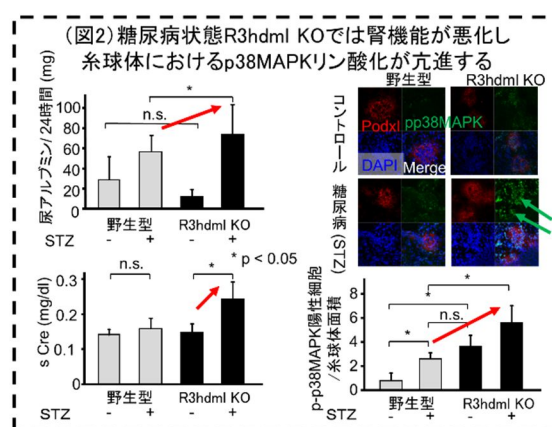 (図2)糖尿病状態R3hdml KOでは腎機能が悪化し
糸球体におけるp38MAPKリン酸化が亢進する
尿アルブミン/24時間 (mg)
120
100
80
60
40
20
0
n.s.
*
野生型 R3hdml KO
STZ - + - +
* p < 0.05
s Cre (mg/dl)
0.3
0.2
0.1
0
n.s.
*
野生型 R3hdml KO
STZ - + - +
野生型 R3hdml KO
コントロール
Podxl pp38MAPK
DAPI Merge
糖尿病 (STZ)
p-p38MAPK陽性細胞
/糸球体面積
8
6
4
2
0
*
*
n.s.
*
野生型 R3hdml KO
STZ - + - +